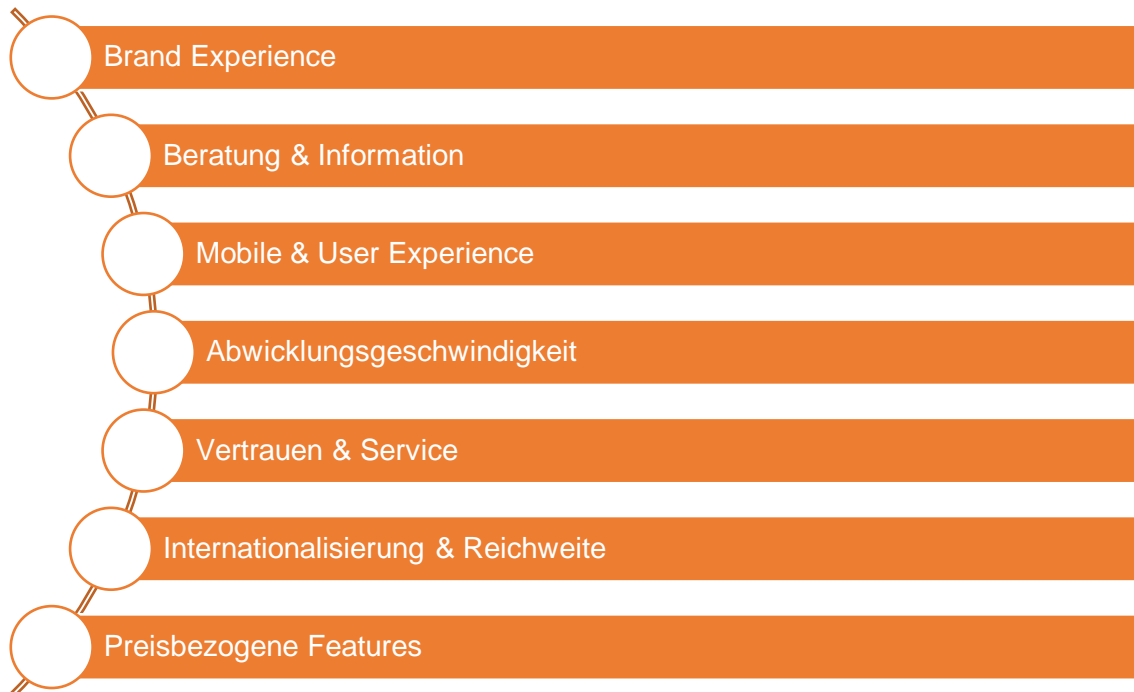 Brand Experience
Beratung & Information
Mobile & User Experience
Abwicklungsgeschwindigkeit
Vertrauen & Service
Internationalisierung & Reichweite
Preisbezogene Features